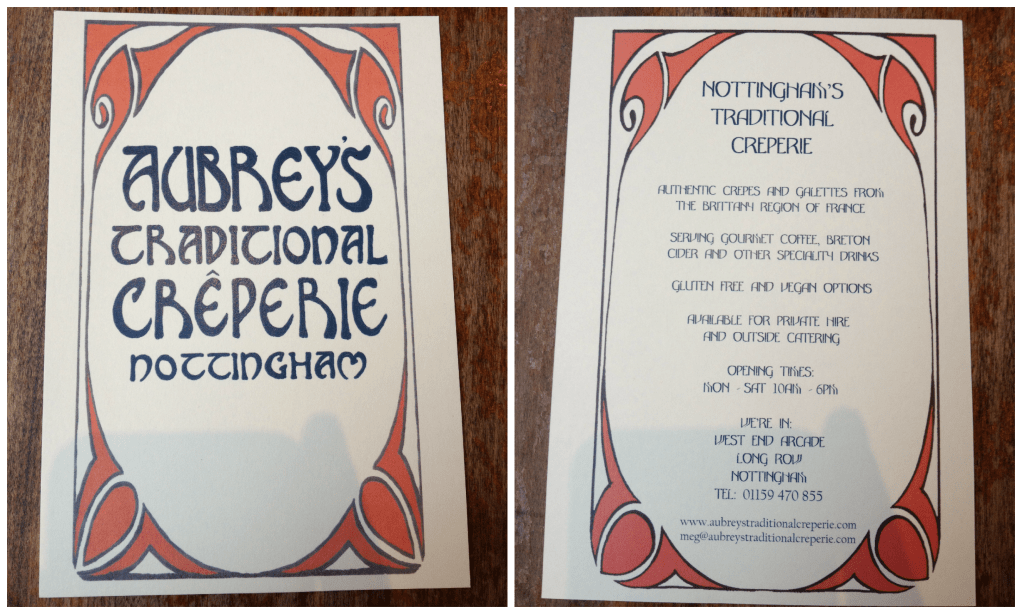 AUBREY'S
TRADITIONAL
CRÊPERIE
NOTTINGHAM
NOTTINGHAM'S
TRADITIONAL
CREPERIE
AUTHENTIC CREPES AND GALETTES FROM
THE BRITTANY REGION OF FRANCE
SERVING GOURMET COFFEE, BRETON
CIDER AND OTHER SPECIALITY DRINKS
GLUTEN FREE AND VEGAN OPTIONS
AVAILABLE FOR PRIVATE HIRE
AND OUTSIDE CATERING
OPENING TIMES:
MON - SAT 10AM - 6PM
WE'RE IN:
WEST END ARCADE
LONG ROW
NOTTINGHAM
TEL: 01159 470 855
www.aubreystraditionalcreperie.com
meg@aubreystraditionalcreperie.com